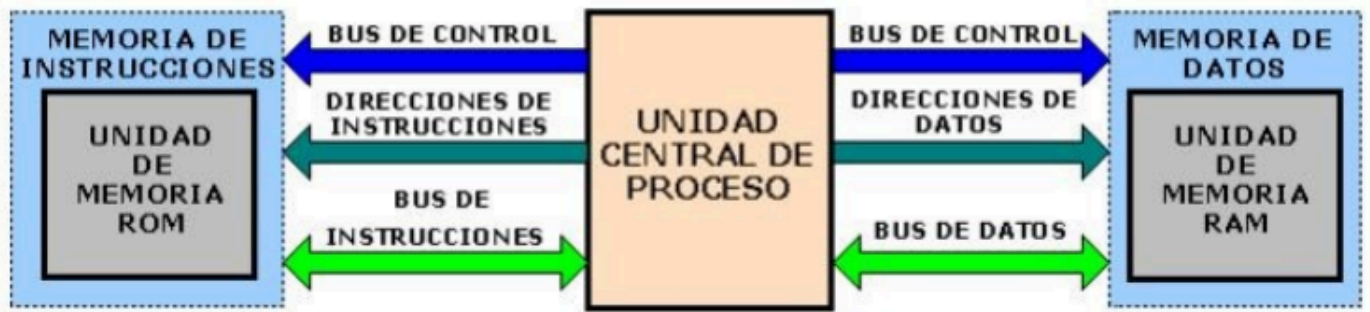 MEMORIA DE
INSTRUCCIONES
UNIDAD
DE
MEMORIA
ROM
BUS DE CONTROL
DIRECCIONES DE
INSTRUCCIONES
BUS DE
INSTRUCCIONES
UNIDAD
CENTRAL DE
PROCESO
BUS DE CONTROL
DIRECCIONES DE
DATOS
BUS DE DATOS
MEMORIA DE
DATOS
UNIDAD
DE
MEMORIA
RAM